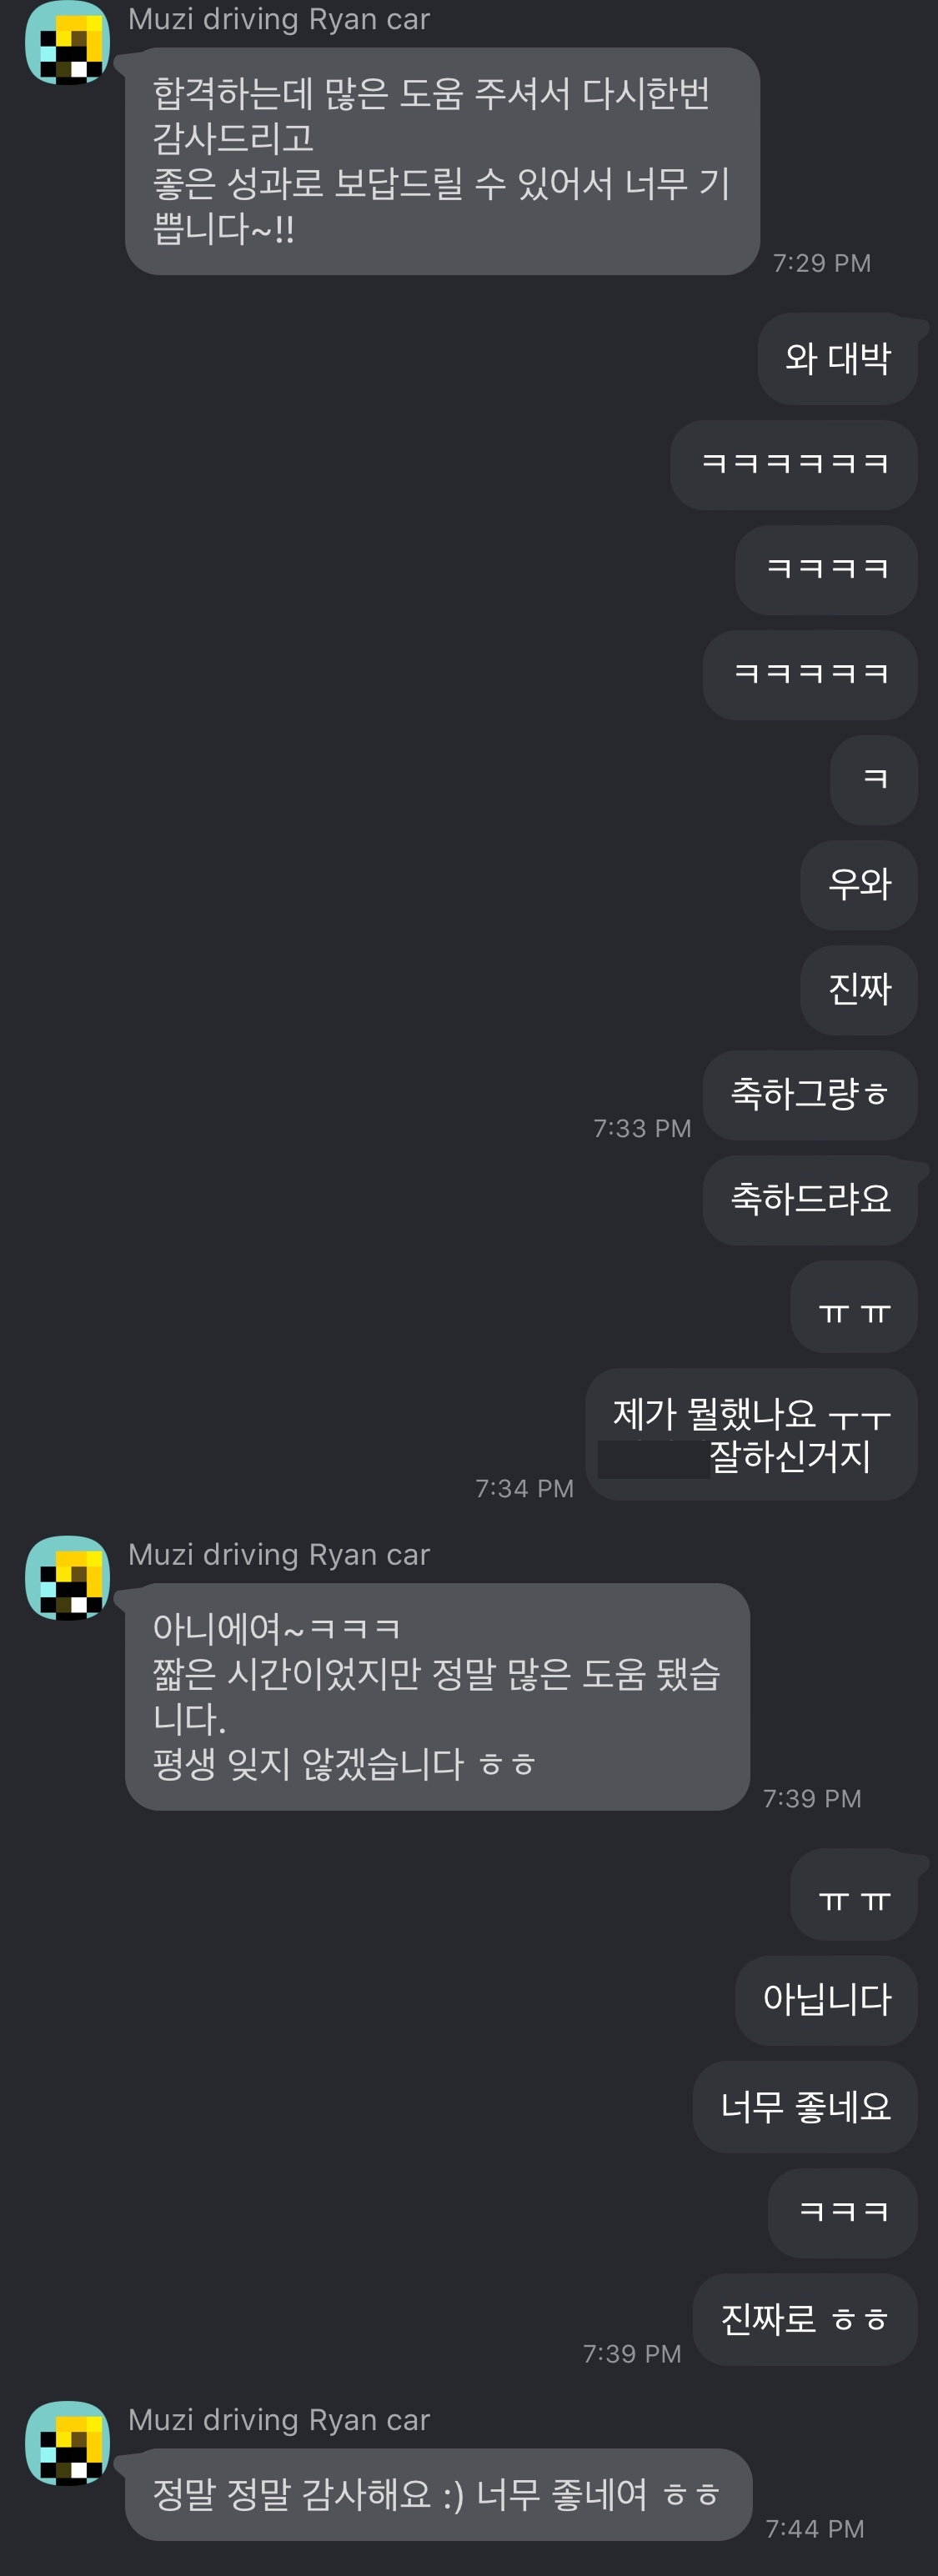 Muzi driving Ryan car
합격하는데 많은 도움 주셔서 다시한번
감사드리고
좋은 성과로 보답드릴 수 있어서 너무 기
쁩니다~!!
7:29 PM
와 대박
ㅋㅋㅋㅋㅋㅋ
ㅋㅋㅋㅋ
ㅋㅋㅋㅋㅋ
ㅋ
우와
진짜
축하그량ㅎ
7:33 PM
축하드랴요
ㅠㅠ
제가 뭘했나요 ㅜㅜ
잘하신거지
7:34 PM
Muzi driving Ryan car
아니에여~ㅋㅋㅋ
짧은 시간이었지만 정말 많은 도움 됐습
니다.
평생 잊지 않겠습니다 ㅎㅎ
7:39 PM
ㅠㅠ
아닙니다
너무 좋네요
ㅋㅋㅋ
진짜로 ㅎㅎ
7:39 PM
Muzi driving Ryan car
정말 정말 감사해요 :) 너무 좋네여 ㅎㅎ
7:44 PM